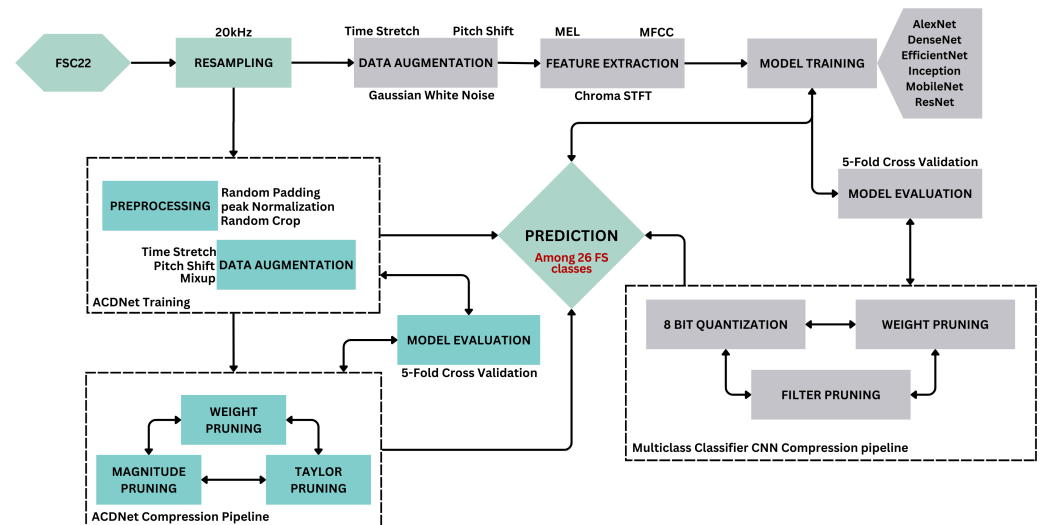 FSC22
20kHz
RESAMPLING
Time Stretch
Pitch Shift
DATA AUGMENTATION
Gaussian White Noise
MEL
MFCC
FEATURE EXTRACTION
Chroma STFT
MODEL TRAINING
AlexNet
DenseNet
EfficientNet
Inception
MobileNet
ResNet
5-Fold Cross Validation
MODEL EVALUATION
PREPROCESSING
Random Padding
peak Normalization
Random Crop
Time Stretch
Pitch Shift
Mixup
DATA AUGMENTATION
ACDNet Training
PREDICTION
Among 26 FS
classes
MODEL EVALUATION
5-Fold Cross Validation
8 BIT QUANTIZATION
WEIGHT PRUNING
FILTER PRUNING
Multiclass Classifier CNN Compression pipeline
WEIGHT
PRUNING
MAGNITUDE
PRUNING
TAYLOR
PRUNING
ACDNet Compression Pipeline